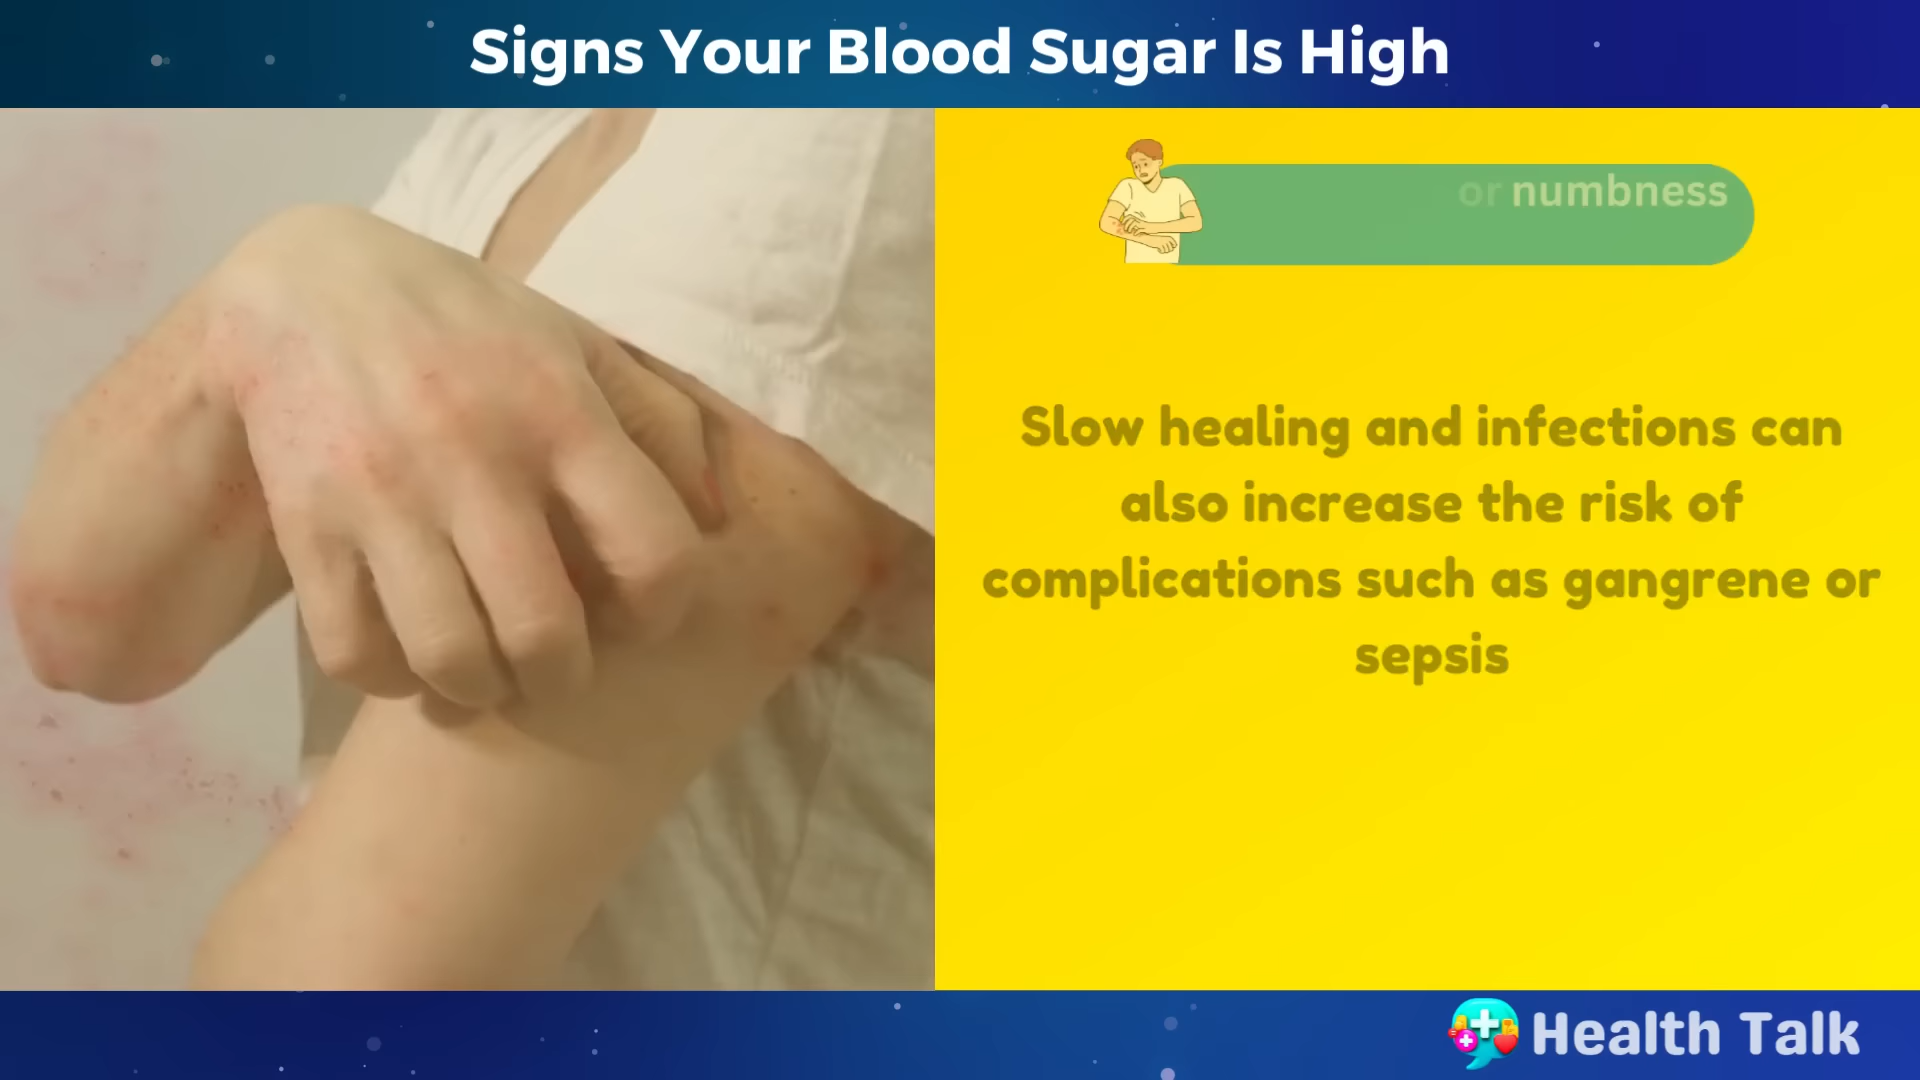 Signs Your Blood Sugar Is High
or numbness
Slow healing and infections can
also increase the risk of
complications such as gangrene or
sepsis
Health Talk